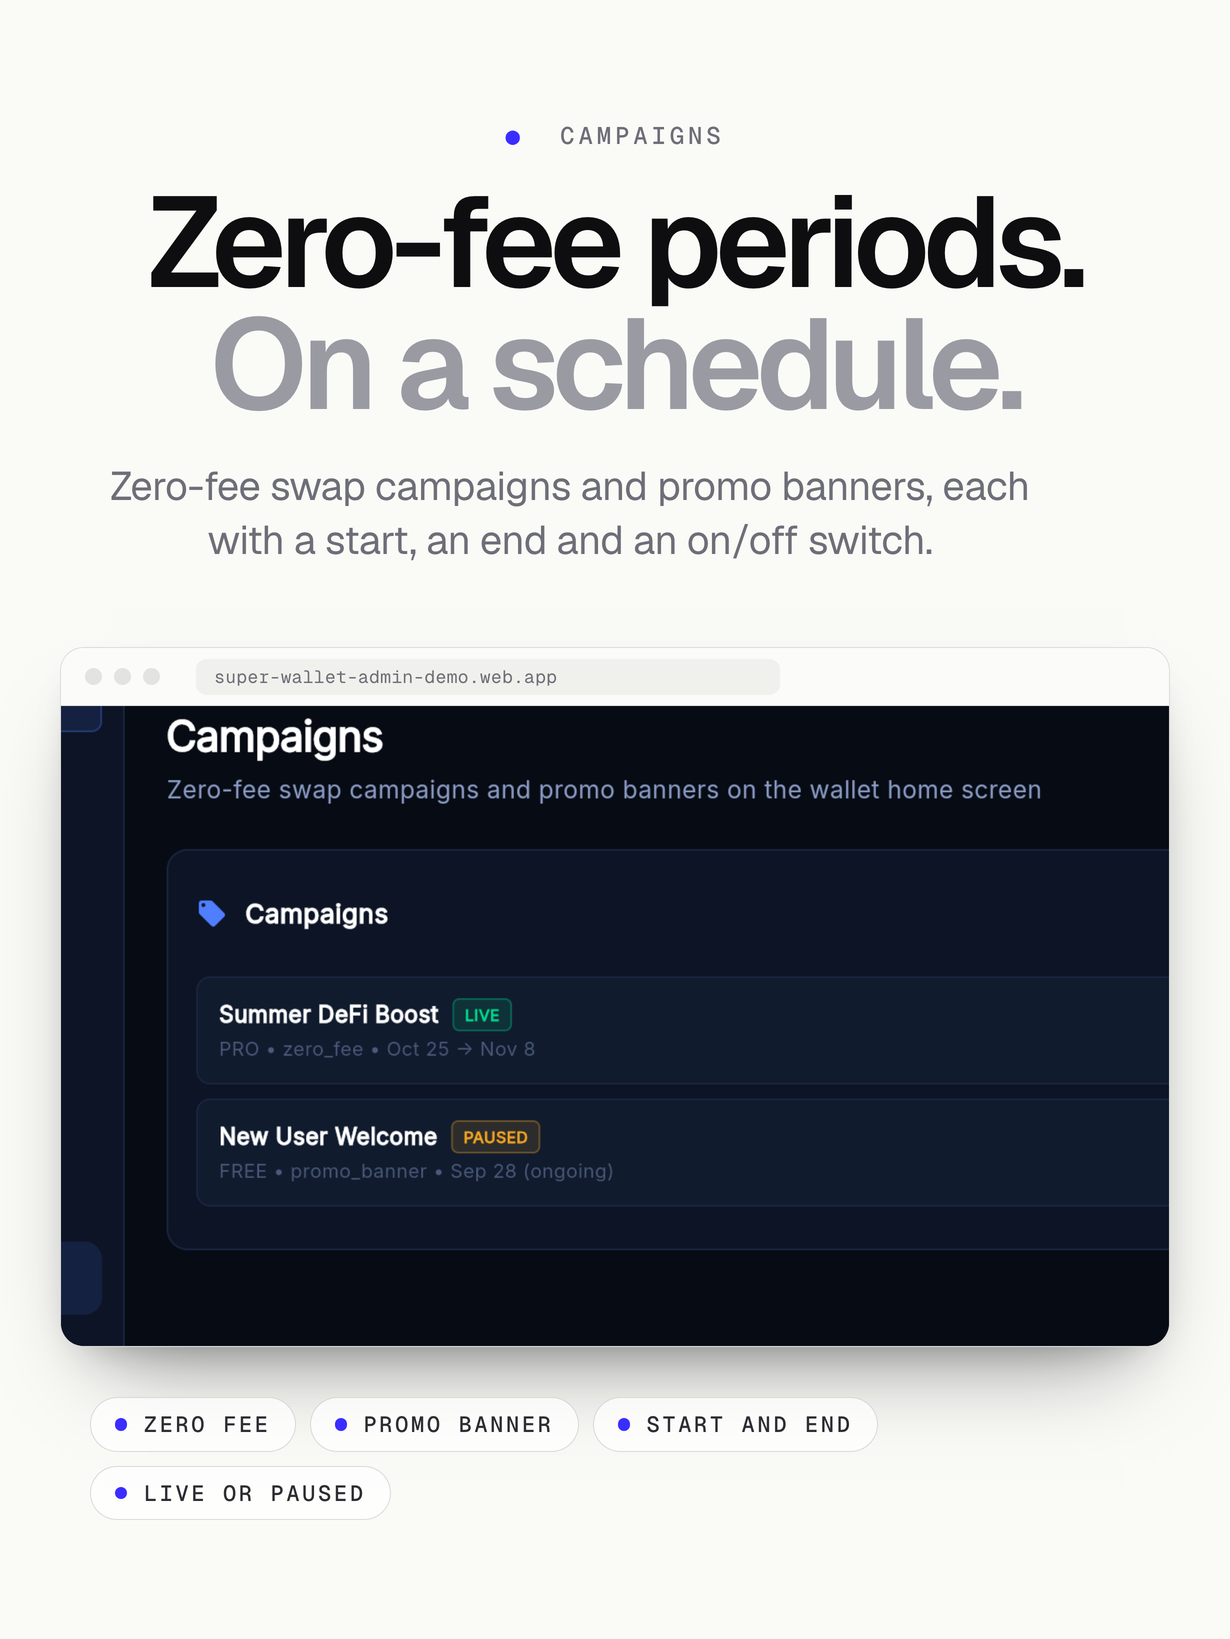 CAMPAIGNS
Zero-fee periods.
On a schedule.
Zero-fee swap campaigns and promo banners, each
with a start, an end and an on/off switch.
super-wallet-admin-demo.web.app
Campaigns
Zero-fee swap campaigns and promo banners on the wallet home screen
Campaigns
Summer DeFi Boost LIVE
PRO • zero_fee • Oct 25 → Nov 8
New User Welcome PAUSED
FREE • promo_banner • Sep 28 (ongoing)
ZERO FEE PROMO BANNER START AND END
LIVE OR PAUSED